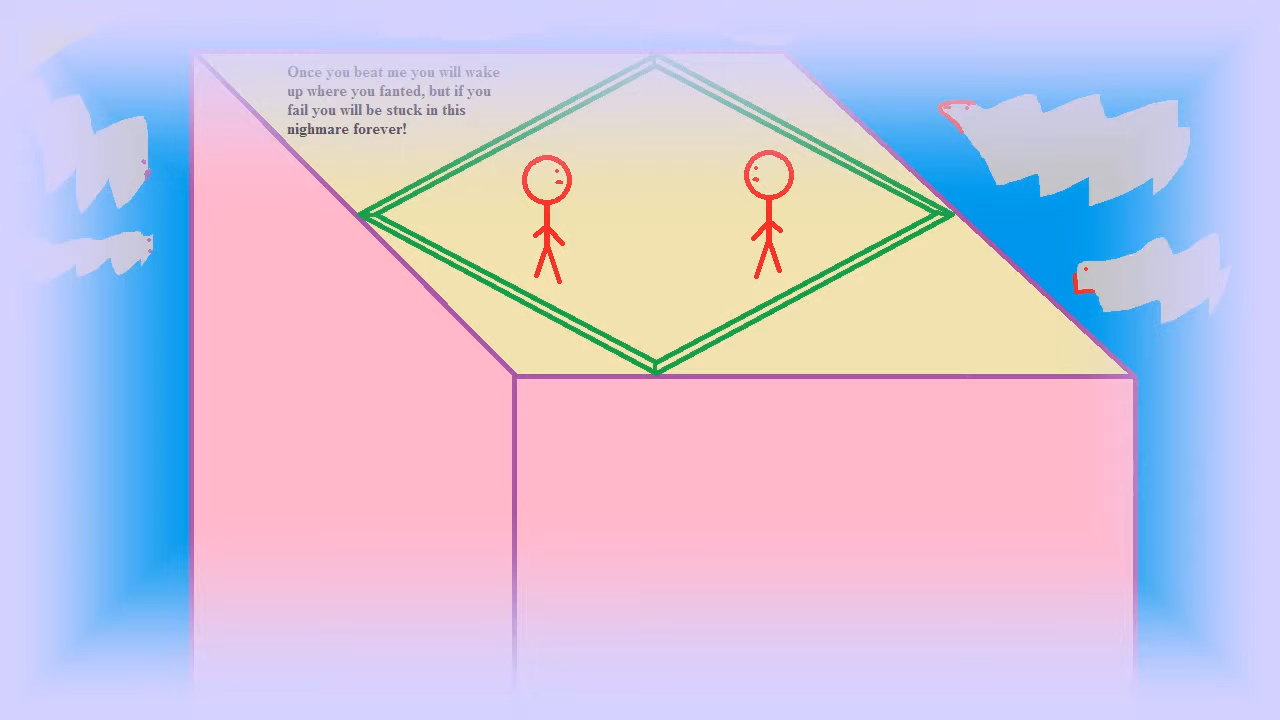 Once you beat me you will wake
up where you fanted, but if you
fail you will be stuck in this
nighmare forever!